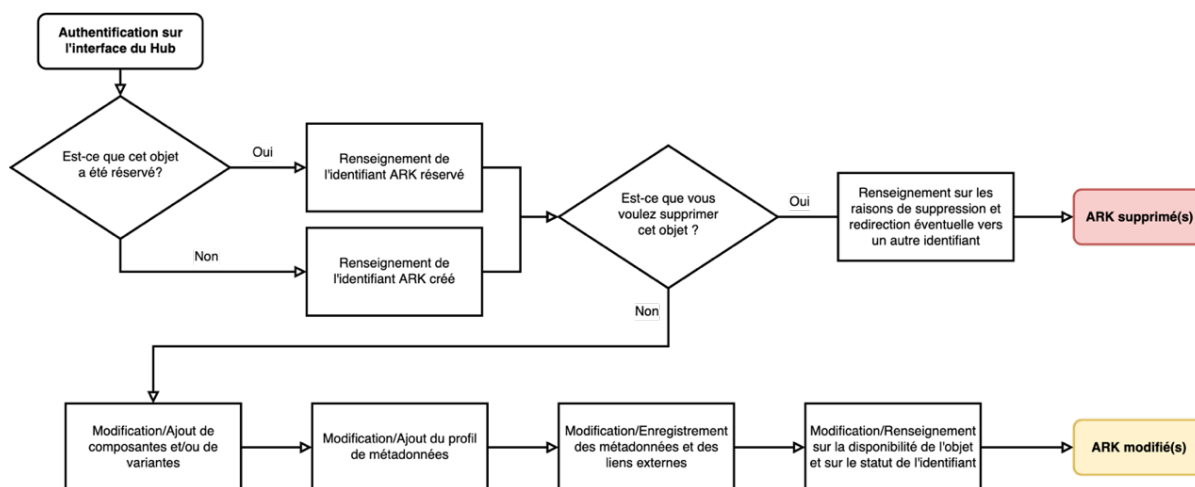 Authentification sur
l'interface du Hub
Est-ce que cet objet
a été réservé?
Oui
Renseignement de
l'identifiant ARK réservé
Non
Renseignement de
l'identifiant ARK créé
Est-ce que vous
voulez supprimer
cet objet ?
Oui
Renseignement sur les
raisons de suppression et
redirection éventuelle vers
un autre identifiant
ARK supprimé(s)
Non
Modification/Ajout de
composantes et/ou de
variantes
Modification/Ajout du profil
de métadonnées
Modification/Enregistrement
des métadonnées et des
liens externes
Modification/Renseignement
sur la disponibilité de l'objet
et sur le statut de l'identifiant
ARK modifié(s)